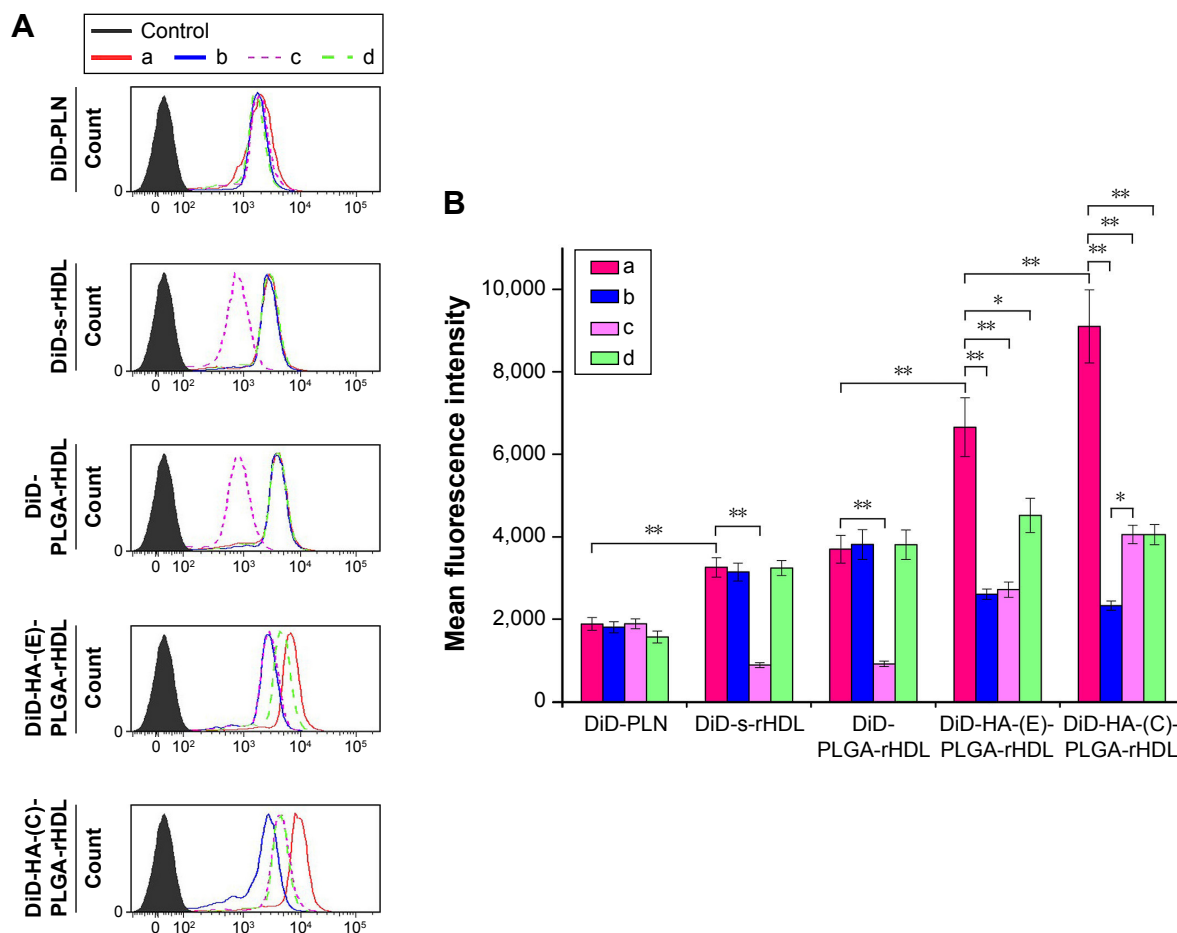 A
Control
a b c d
DiD-PLN
Count
0
0 10² 10³ 10⁴ 10⁵
DiD-s-rHDL
Count
0
0 10² 10³ 10⁴ 10⁵
DiD-
PLGA-rHDL
Count
0
0 10² 10³ 10⁴ 10⁵
DiD-HA-(E)-
PLGA-rHDL
Count
0
0 10² 10³ 10⁴ 10⁵
DiD-HA-(C)-
PLGA-rHDL
Count
0
0 10² 10³ 10⁴ 10⁵
B
Mean fluorescence intensity
10,000
8,000
6,000
4,000
2,000
0
a
b
c
d
**
**
**
**
**
**
**
*
**
**
**
**
*
DiD-PLN
DiD-s-rHDL
DiD-
PLGA-rHDL
DiD-HA-(E)-
PLGA-rHDL
DiD-HA-(C)-
PLGA-rHDL